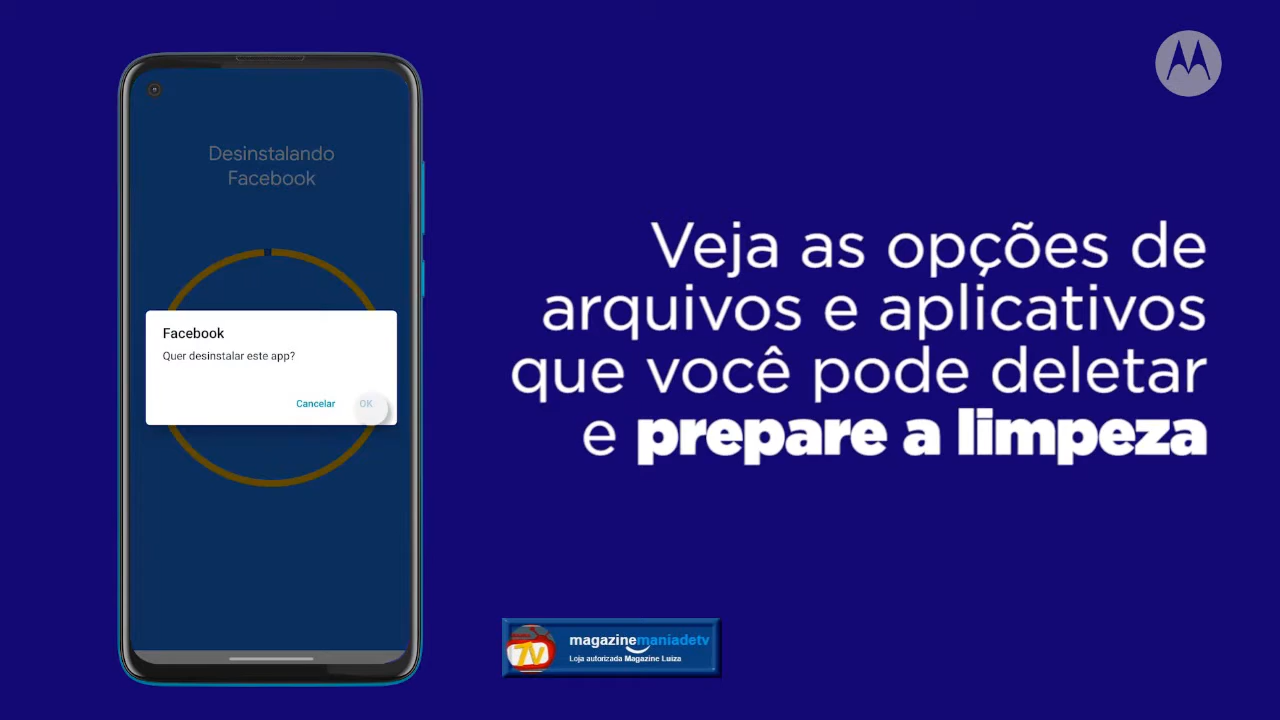 Desinstalando
Facebook
Facebook
Quer desinstalar este app?
Cancelar
OK
Veja as opções de
arquivos e aplicativos
que você pode deletar
e prepare a limpeza
TV
magazinemaniadetv
Loja autorizada Magazine Luiza